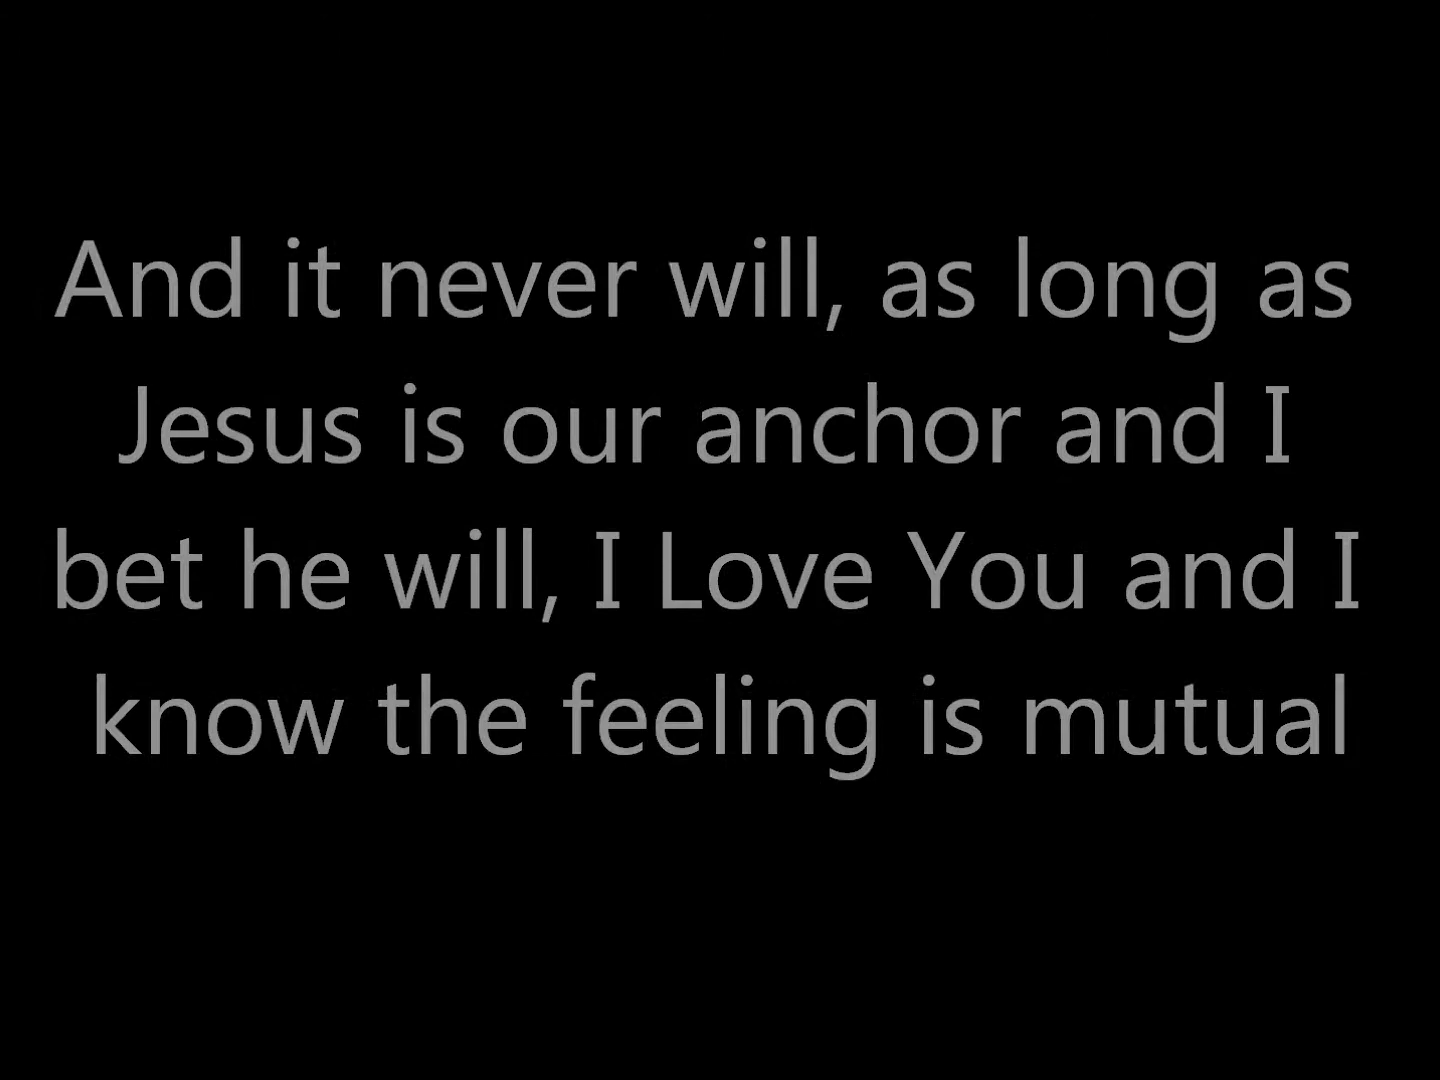 And it never will, as long as
Jesus is our anchor and I
bet he will, I Love You and I
know the feeling is mutual